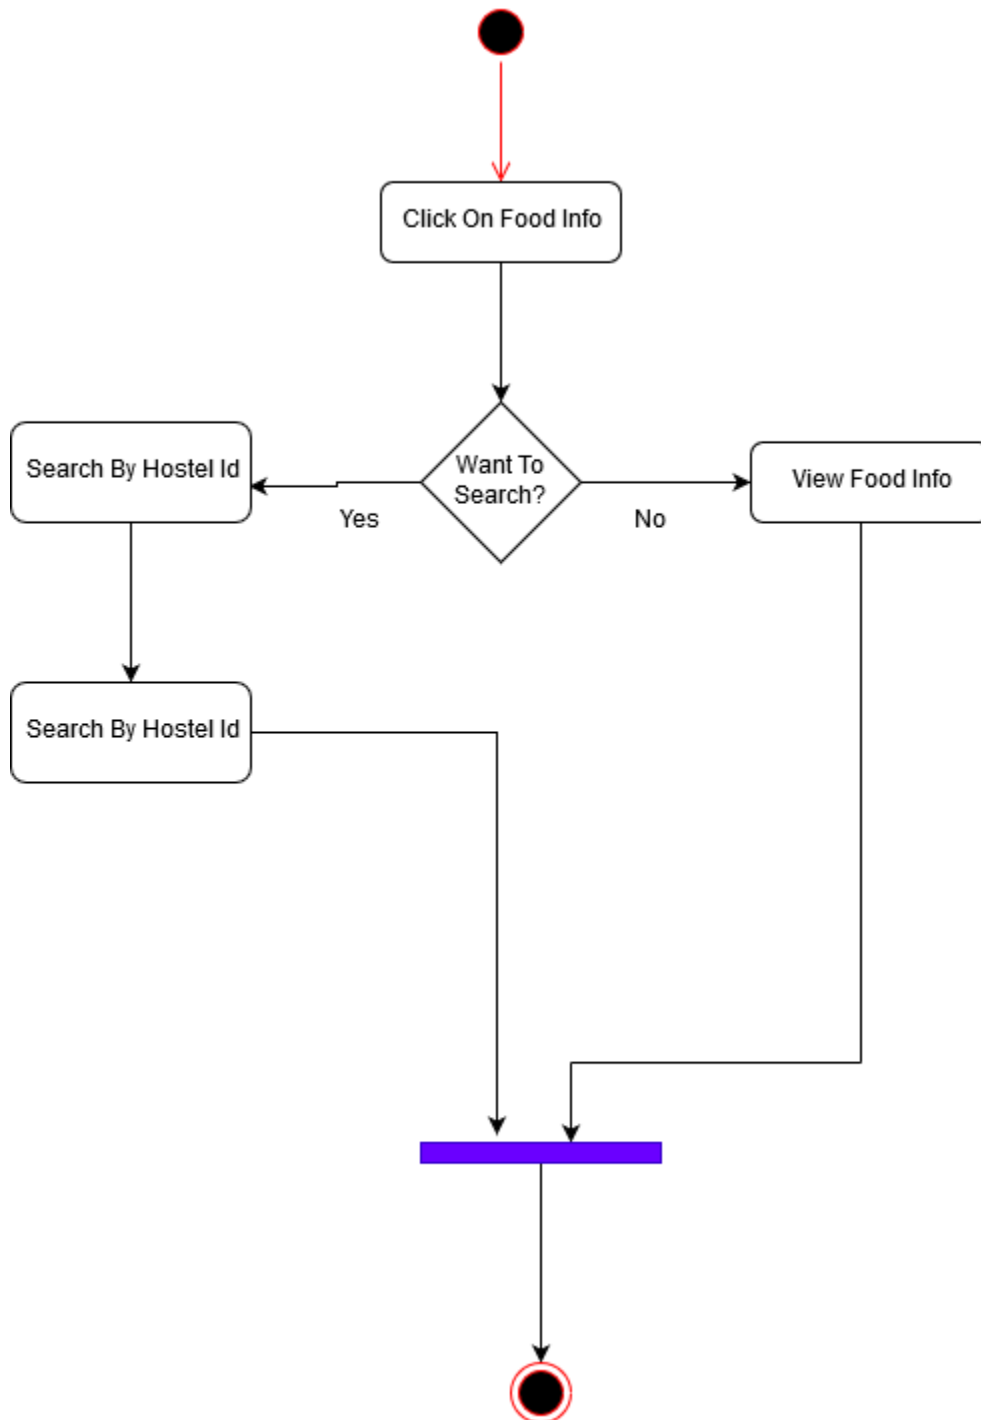 Click On Food Info
Want To
Search?
Search By Hostel Id
Yes
No
View Food Info
Search By Hostel Id